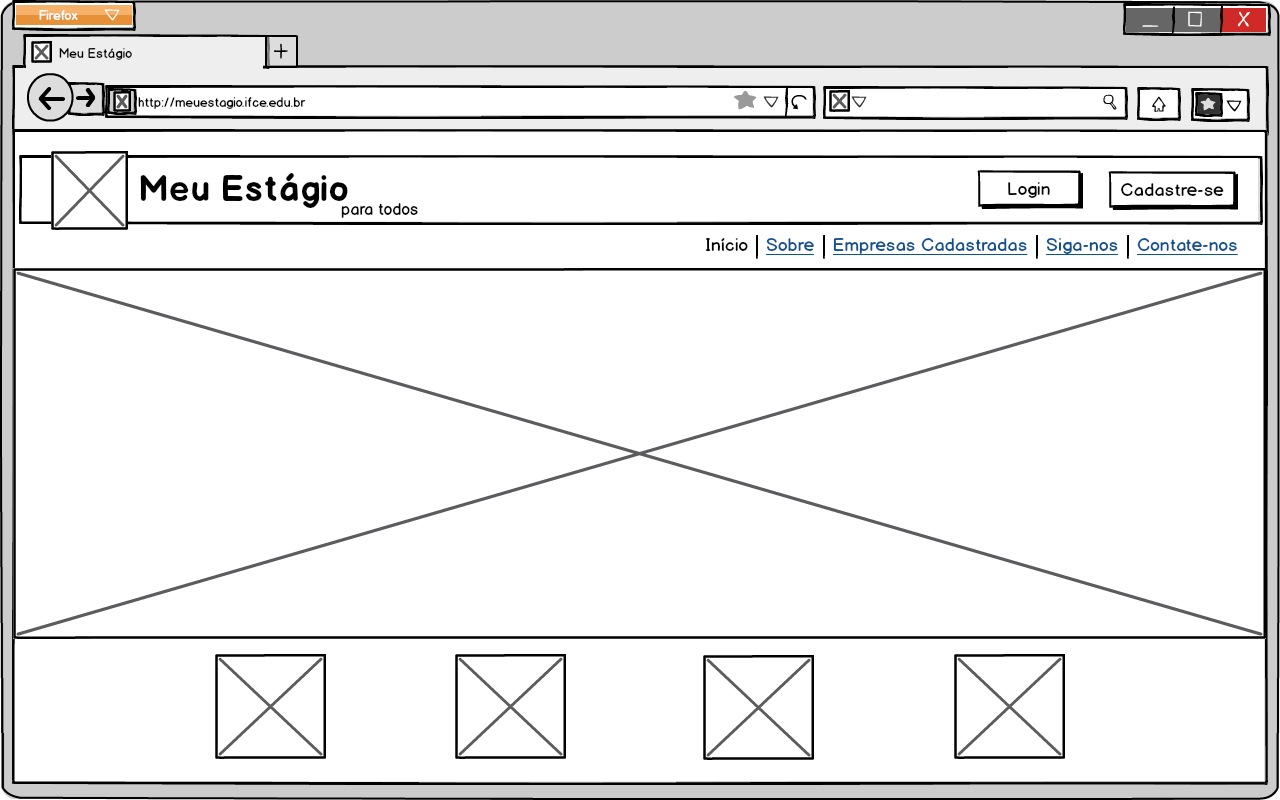 Firefox
Meu Estágio
http://meuestagio.ifce.edu.br
Meu Estágio
para todos
Login
Cadastre-se
Início | Sobre | Empresas Cadastradas | Siga-nos | Contate-nos